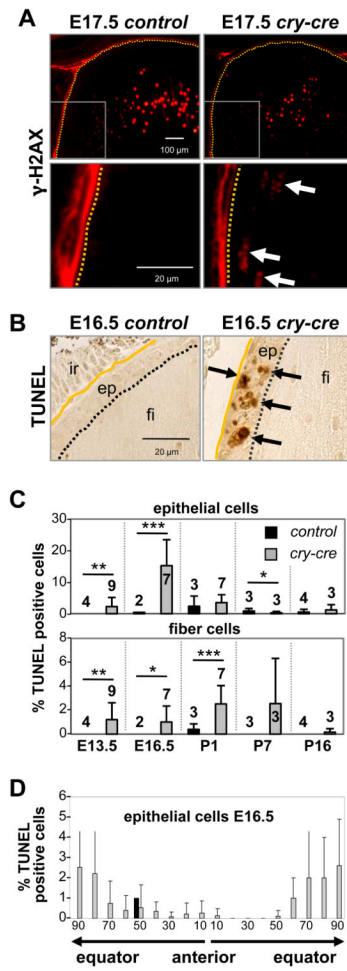 A
E17.5 control
E17.5 cry-cre
γ-H2AX
100 µm
20 µm
B
E16.5 control
E16.5 cry-cre
TUNEL
ir
ep
fi
20 µm
ep
fi
C
epithelial cells
% TUNEL positive cells
30
20
10
0
** *** *
4 9 2 7 3 7 3 3 4 3
control
cry-cre
fiber cells
8
6
4
2
0
** * ***
4 9 2 7 3 7 3 3 4 3
E13.5 E16.5 P1 P7 P16
D
% TUNEL
positive cells
epithelial cells E16.5
6
5
4
3
2
1
0
90 70 50 30 10 10 30 50 70 90
equator anterior equator